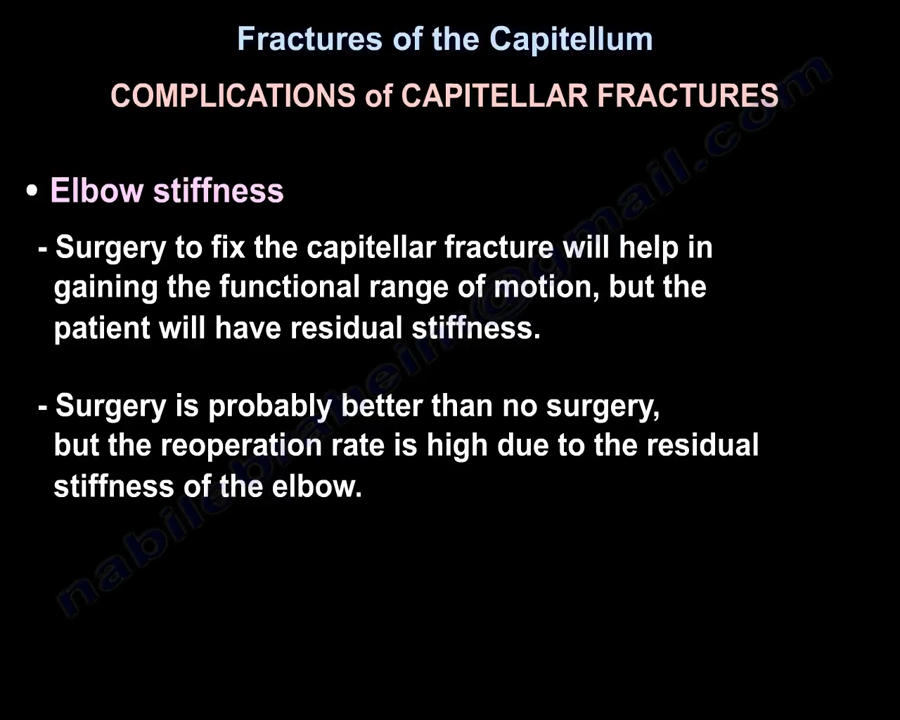 Fractures of the Capitellum
COMPLICATIONS of CAPITELLAR FRACTURES
• Elbow stiffness
- Surgery to fix the capitellar fracture will help in
gaining the functional range of motion, but the
patient will have residual stiffness.
- Surgery is probably better than no surgery,
but the reoperation rate is high due to the residual
stiffness of the elbow.